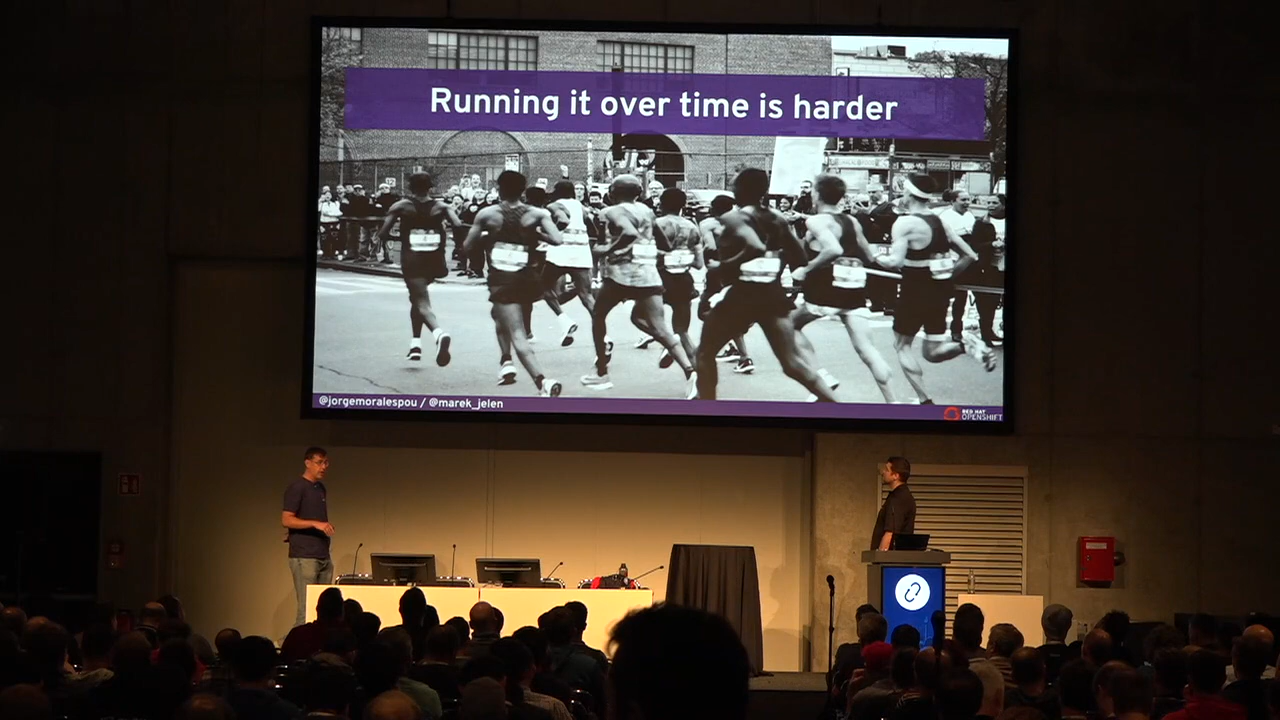 Running it over time is harder
@jorgemoralespou / @marek_jelen
RED HAT
OPENSHIFT